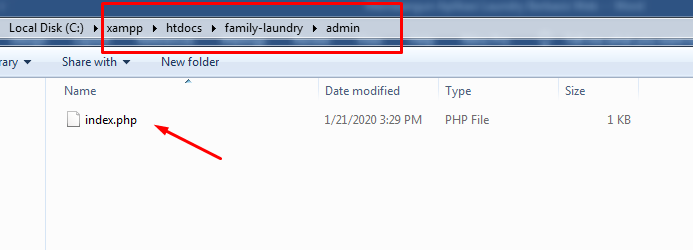 Local Disk (C:) xampp htdocs family-laundry admin
rary Share with New folder
Name Date modified Type Size
index.php 1/21/2020 3:29 PM PHP File 1 KB